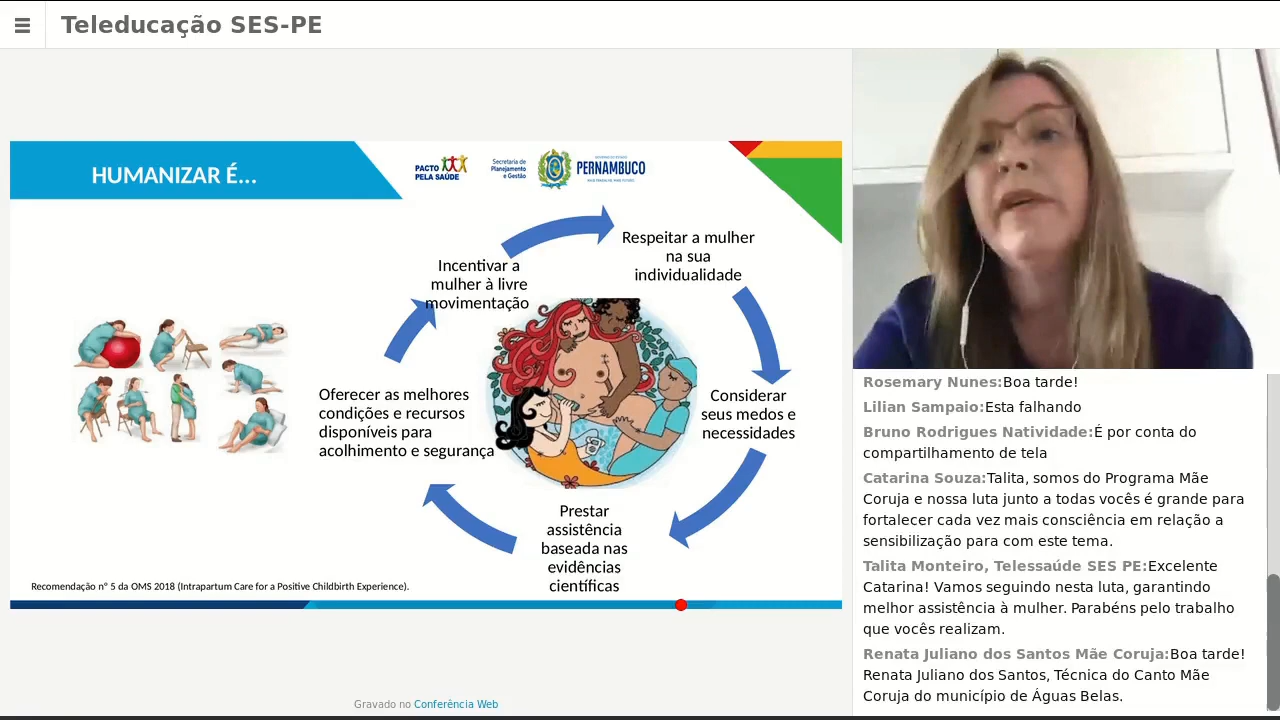 Teleducação SES-PE
HUMANIZAR É...
PACTO
PELA SAÚDE
Secretaria de
Planejamento
e Gestão
PERNAMBUCO
Respeitar a mulher
na sua
individualidade
Considerar
seus medos e
necessidades
Prestar
assistência
baseada nas
evidências
científicas
Oferecer as melhores
condições e recursos
disponíveis para
acolhimento e segurança
Incentivar a
mulher à livre
movimentação
Recomendação nº 5 da OMS 2018 (Intrapartum Care for a Positive Childbirth Experience).
Gravado no Conferência Web
Rosemary Nunes:Boa tarde!
Lilian Sampaio:Esta falhando
Bruno Rodrigues Natividade:É por conta do
compartilhamento de tela
Catarina Souza:Talita, somos do Programa Mãe
Coruja e nossa luta junto a todas vocês é grande para
fortalecer cada vez mais consciência em relação a
sensibilização para com este tema.
Talita Monteiro, Telessaúde SES PE:Excelente
Catarina! Vamos seguindo nesta luta, garantindo
melhor assistência à mulher. Parabéns pelo trabalho
que vocês realizam.
Renata Juliano dos Santos Mãe Coruja:Boa tarde!
Renata Juliano dos Santos, Técnica do Canto Mãe
Coruja do município de Águas Belas.